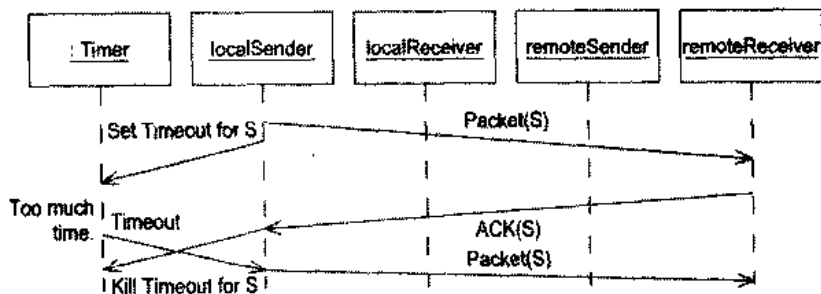 : Timer
localSender
localReceiver
remoteSender
remoteReceiver
Set Timeout for S
Packet(S)
Too much
time.
Timeout
ACK(S)
Packet(S)
Kill Timeout for S